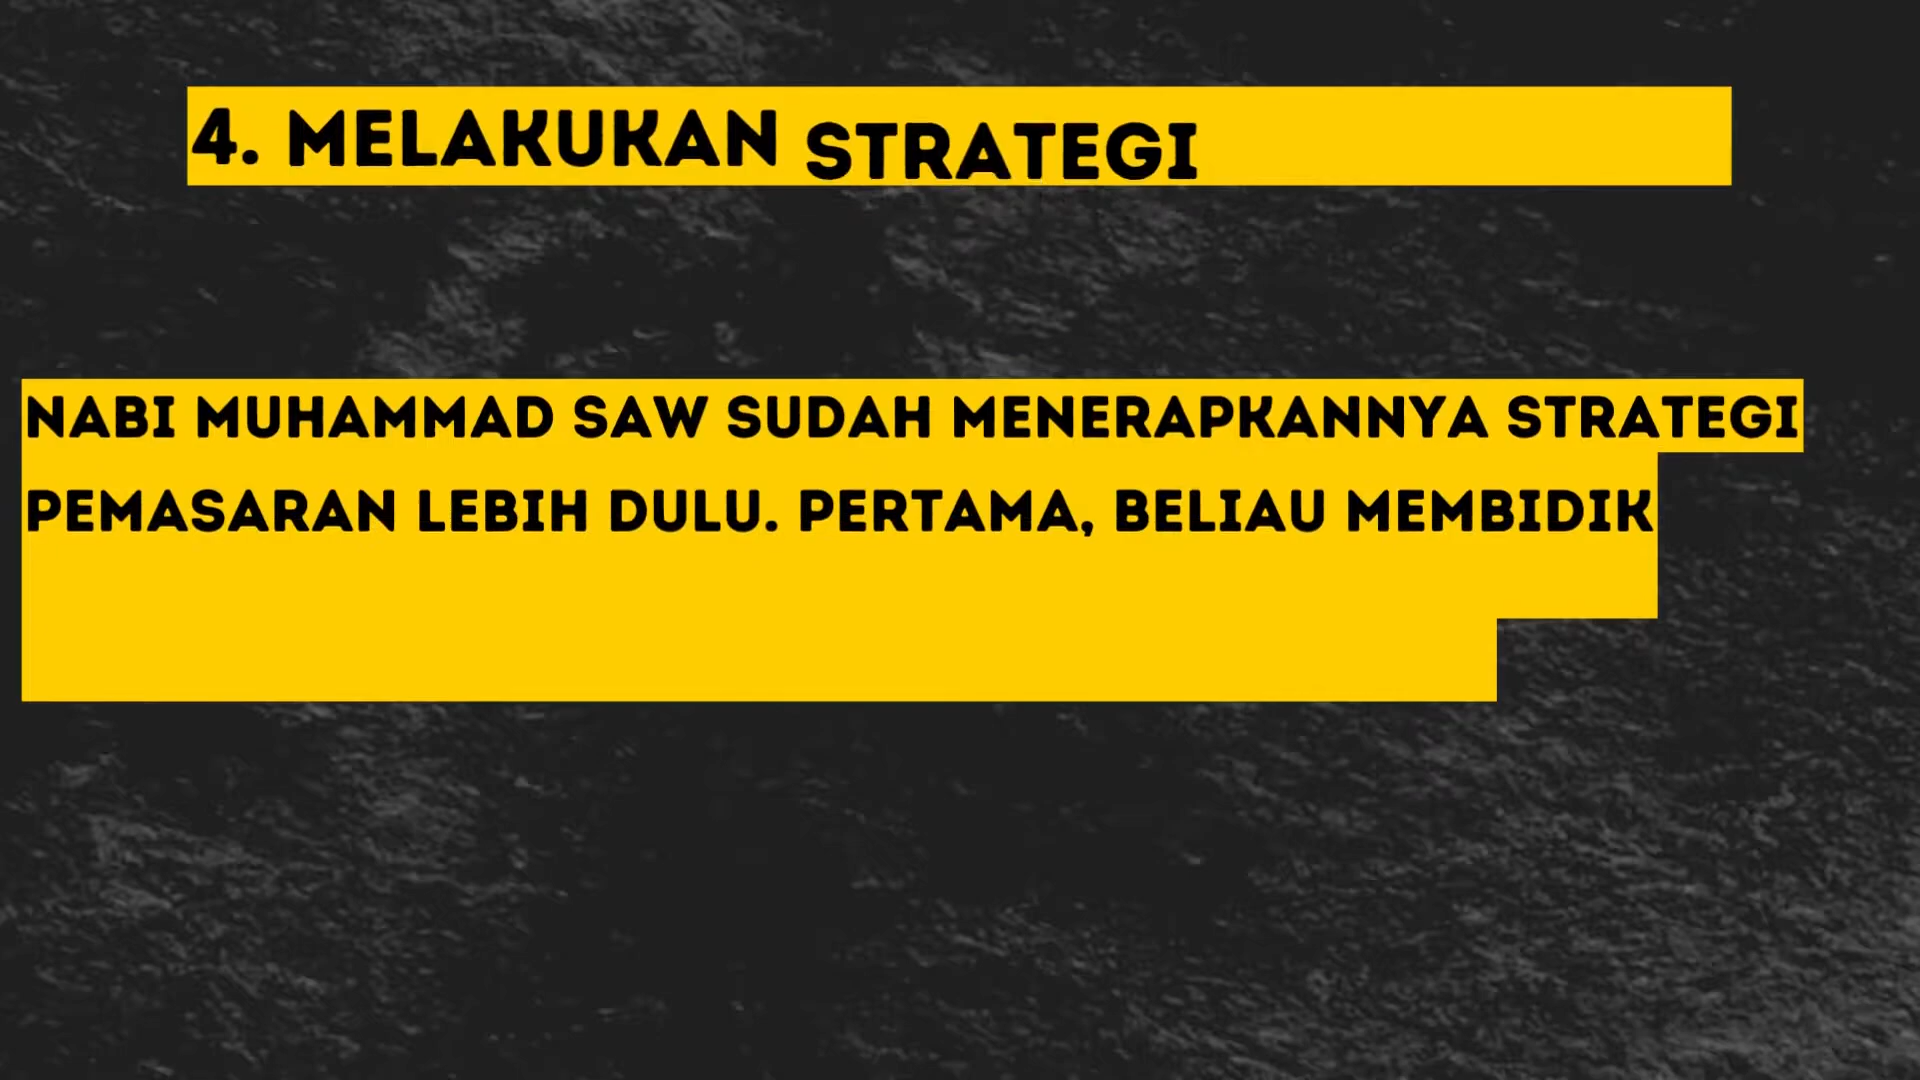 4. MELAKUKAN STRATEGI
NABI MUHAMMAD SAW SUDAH MENERAPKANNYA STRATEGI
PEMASARAN LEBIH DULU. PERTAMA, BELIAU MEMBIDIK